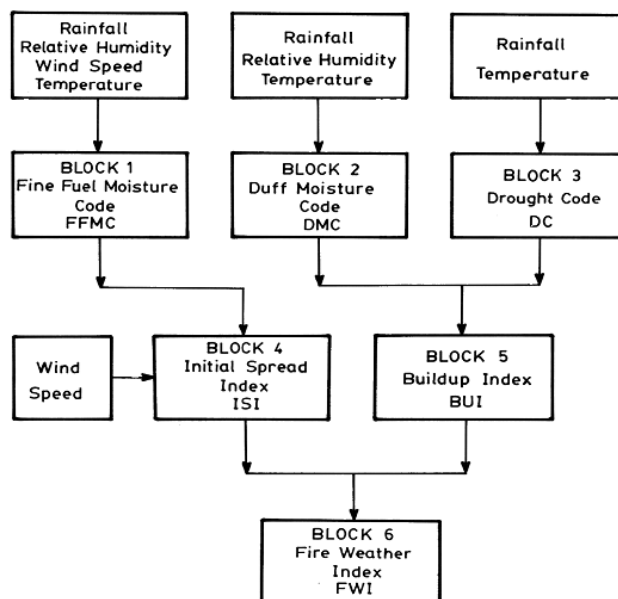 Rainfall
Relative Humidity
Wind Speed
Temperature
Rainfall
Relative Humidity
Temperature
Rainfall
Temperature
BLOCK 1
Fine Fuel Moisture
Code
FFMC
BLOCK 2
Duff Moisture
Code
DMC
BLOCK 3
Drought Code
DC
Wind
Speed
BLOCK 4
Initial Spread
Index
ISI
BLOCK 5
Buildup Index
BUI
BLOCK 6
Fire Weather
Index
FWI